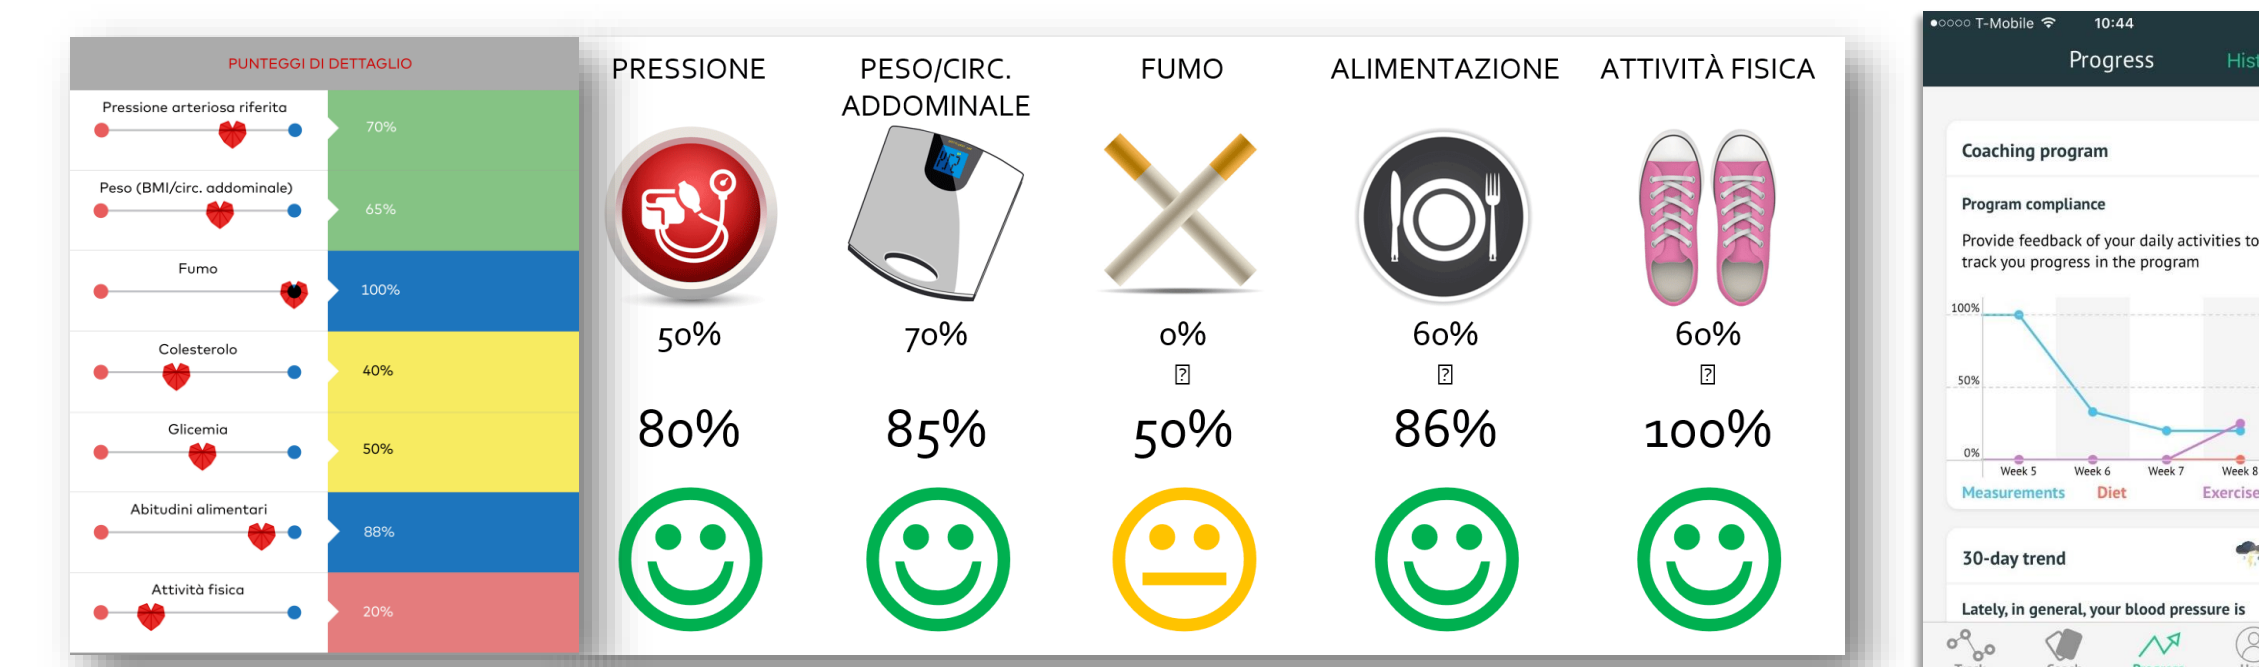 PUNTEGGI DI DETTAGLIO
Pressione arteriosa riferita
70%
Peso (BMI/circ. addominale)
65%
Fumo
100%
Colesterolo
40%
Glicemia
50%
Abitudini alimentari
88%
Attività fisica
20%
PRESSIONE
PESO/CIRC.
ADDOMINALE
FUMO
ALIMENTAZIONE
ATTIVITÀ FISICA
50%
70%
0%
60%
60%
80%
85%
50%
86%
100%
T-Mobile
10:44
Progress
Hist
Coaching program
Program compliance
Provide feedback of your daily activities to
track you progress in the program
100%
50%
0%
Week 5
Week 6
Week 7
Week 8
Measurements
Diet
Exercise
30-day trend
Lately, in general, your blood pressure is